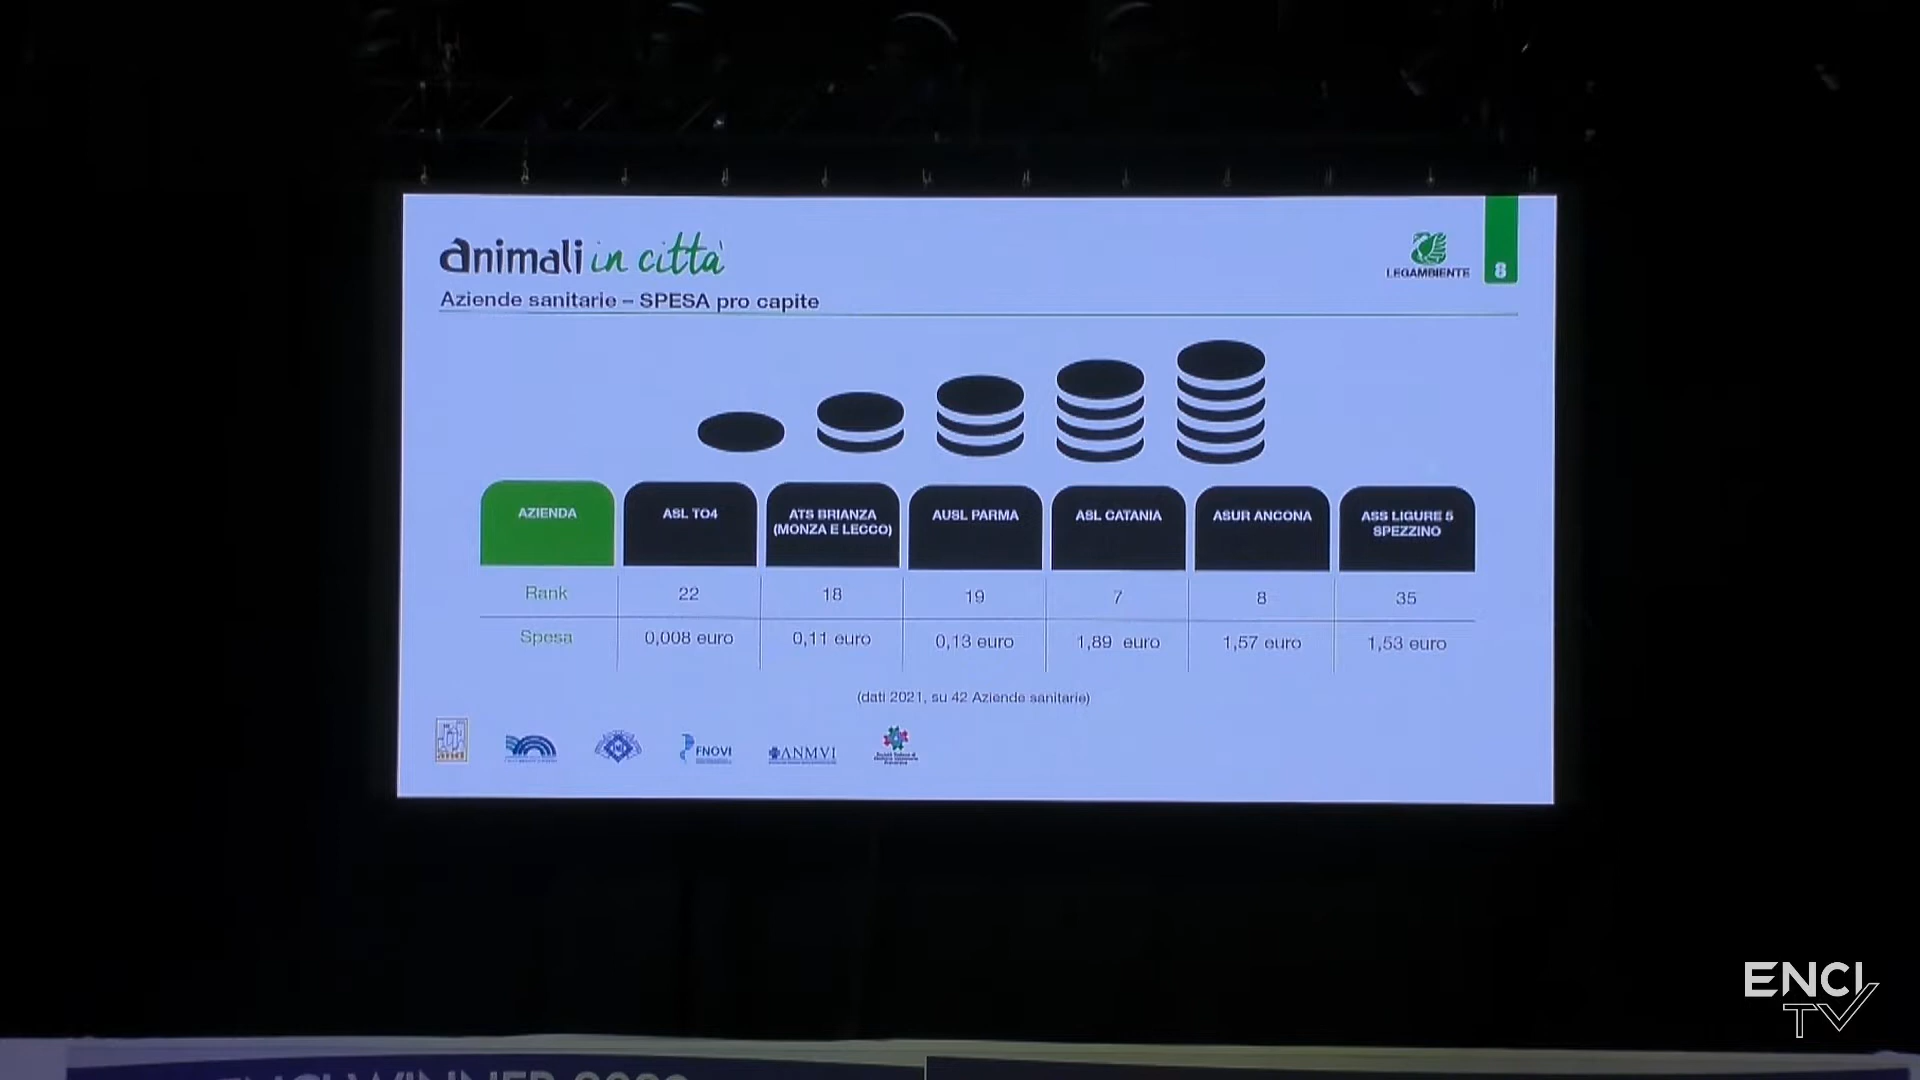 animali in città
LEGAMBIENTE
8
Aziende sanitarie – SPESA pro capite
AZIENDA
ASL TO4
ATS BRIANZA
(MONZA E LECCO)
AUSL PARMA
ASL CATANIA
ASUR ANCONA
ASS LIGURE 5
SPEZZINO
Rank 22 18 19 7 8 35
Spesa 0,008 euro 0,11 euro 0,13 euro 1,89 euro 1,57 euro 1,53 euro
(dati 2021, su 42 Aziende sanitarie)
anci
FNOVI
ANMVI
ENCI
TV